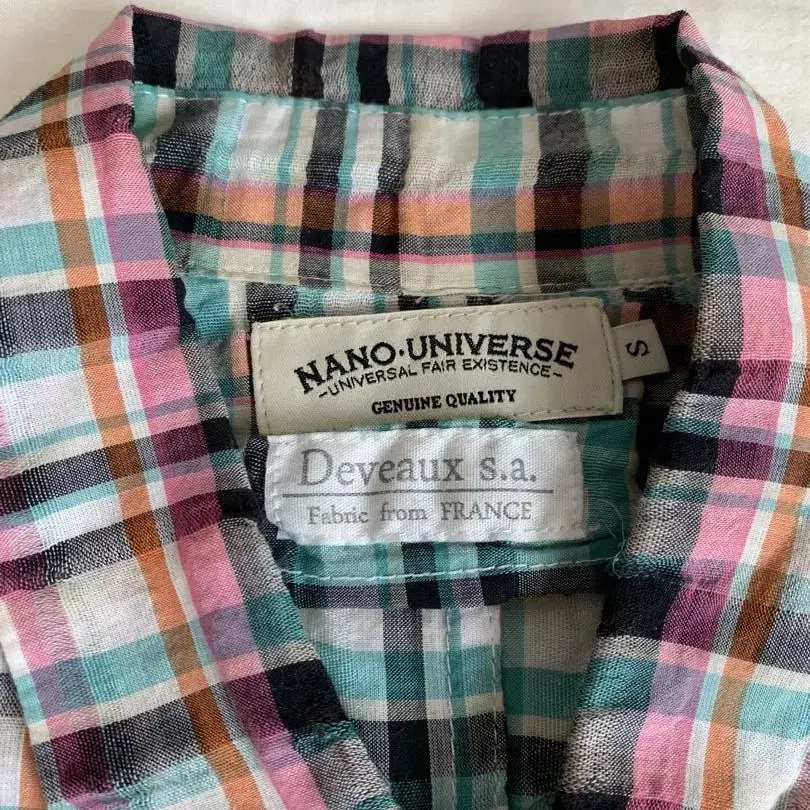 NANO·UNIVERSE
-UNIVERSAL FAIR EXISTENCE-
GENUINE QUALITY
S
Deveaux s.a.
Fabric from FRANCE